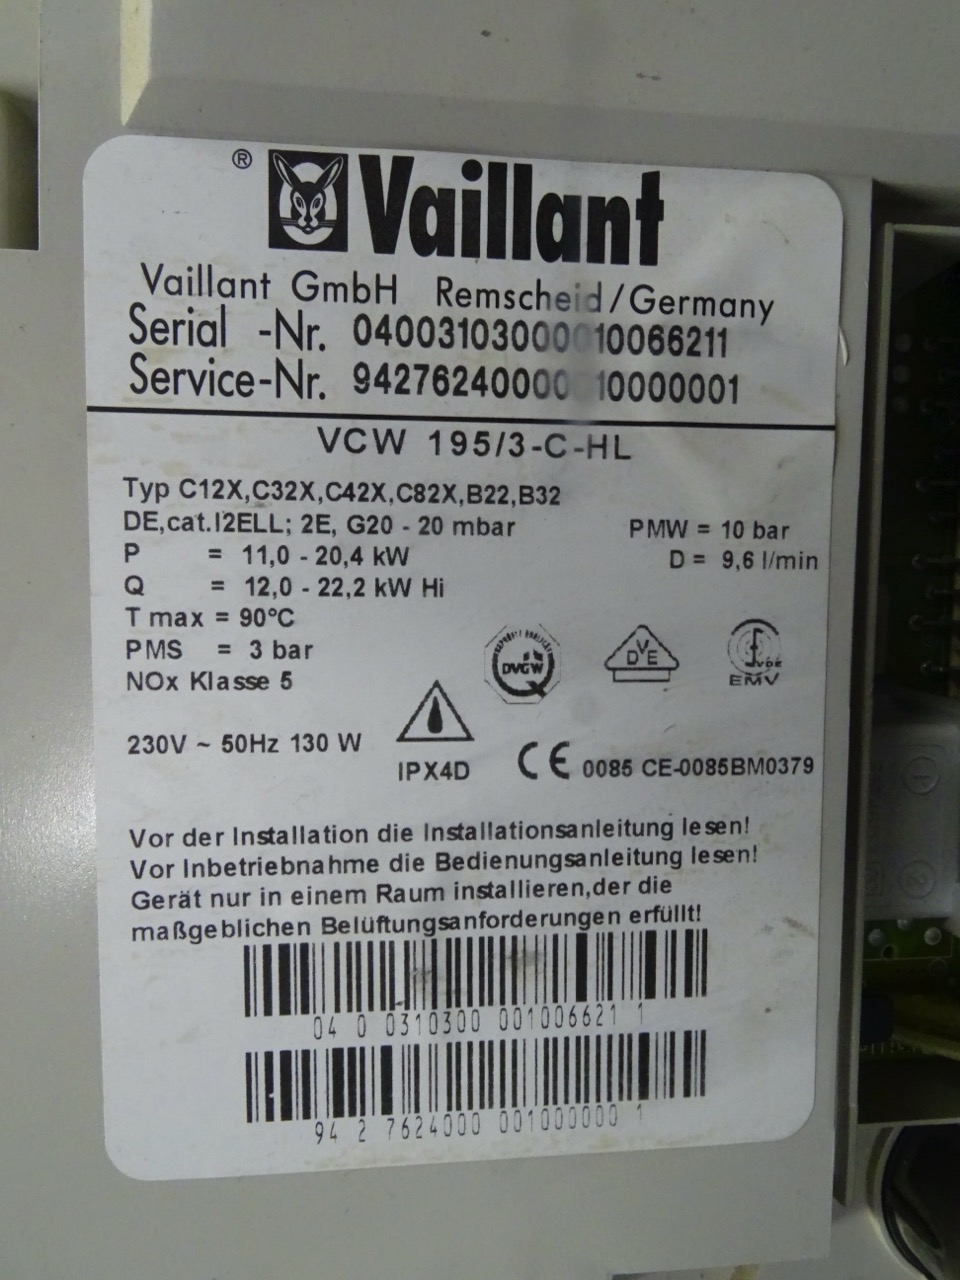 ® Vaillant
Vaillant GmbH Remscheid/Germany
Serial -Nr. 04003103000010066211
Service-Nr. 94276240000010000001
VCW 195/3-C-HL
Typ C12X,C32X,C42X,C82X,B22,B32
DE,cat.I2ELL; 2E, G20 - 20 mbar
PMW = 10 bar
P = 11,0 - 20,4 kW
D = 9,6 l/min
Q = 12,0 - 22,2 kW Hi
T max = 90°C
PMS = 3 bar
NOx Klasse 5
DVGW
DVE
VDE
EMV
230V ~ 50Hz 130 W
IPX4D
CE 0085 CE-0085BM0379
Vor der Installation die Installationsanleitung lesen!
Vor Inbetriebnahme die Bedienungsanleitung lesen!
Gerät nur in einem Raum installieren,der die
maßgeblichen Belüftungsanforderungen erfüllt!
04 0 0310300 001006621 1
94 2 7624000 001000000 1